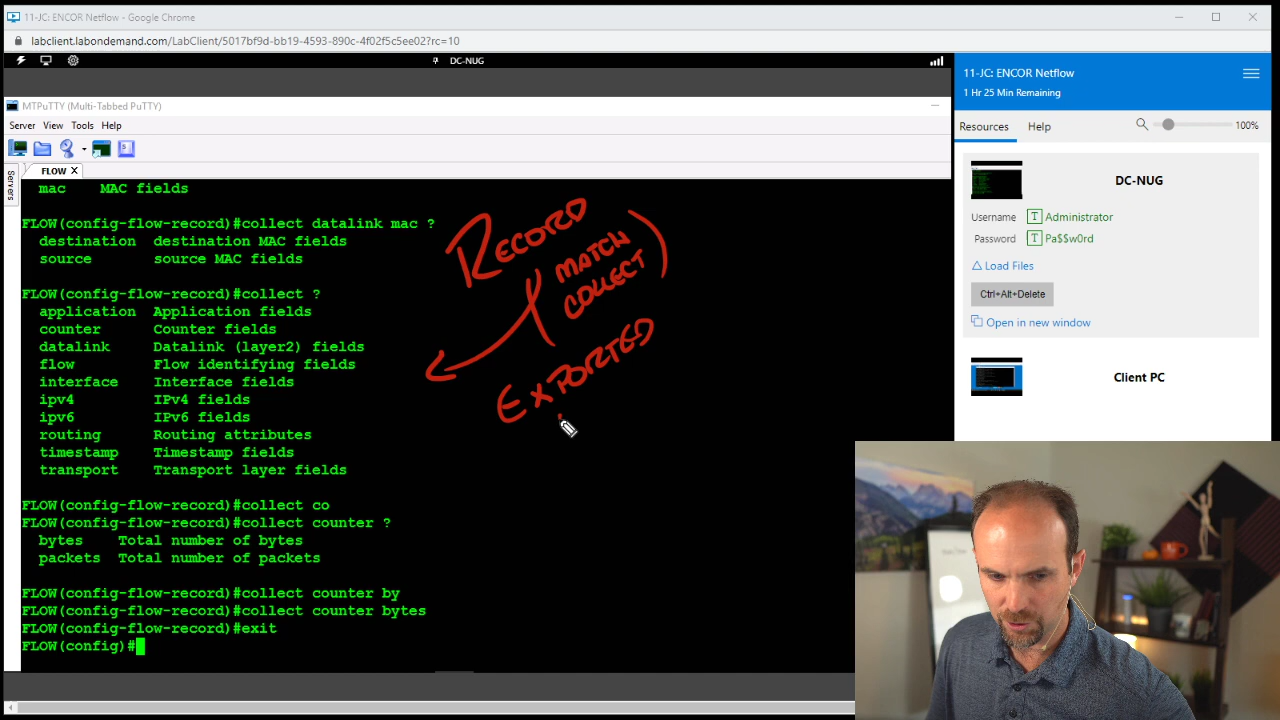 11-JC: ENCOR Netflow - Google Chrome
labclient.labondemand.com/LabClient/5017bf9d-bb19-4593-890c-4f02f5c5ee02?rc=10
DC-NUG
MTPuTTY (Multi-Tabbed PuTTY)
Server View Tools Help
Servers
FLOW X
mac MAC fields
FLOW(config-flow-record)#collect datalink mac ?
destination destination MAC fields
source source MAC fields
FLOW(config-flow-record)#collect ?
application Application fields
counter Counter fields
datalink Datalink (layer2) fields
flow Flow identifying fields
interface Interface fields
ipv4 IPv4 fields
ipv6 IPv6 fields
routing Routing attributes
timestamp Timestamp fields
transport Transport layer fields
FLOW(config-flow-record)#collect co
FLOW(config-flow-record)#collect counter ?
bytes Total number of bytes
packets Total number of packets
FLOW(config-flow-record)#collect counter by
FLOW(config-flow-record)#collect counter bytes
FLOW(config-flow-record)#exit
FLOW(config)#
RECORD
MATCH
COLLECT
EXPORTED
11-JC: ENCOR Netflow
1 Hr 25 Min Remaining
Resources Help 100%
DC-NUG
Username T Administrator
Password T Pa$$w0rd
Load Files
Ctrl+Alt+Delete
Open in new window
Client PC